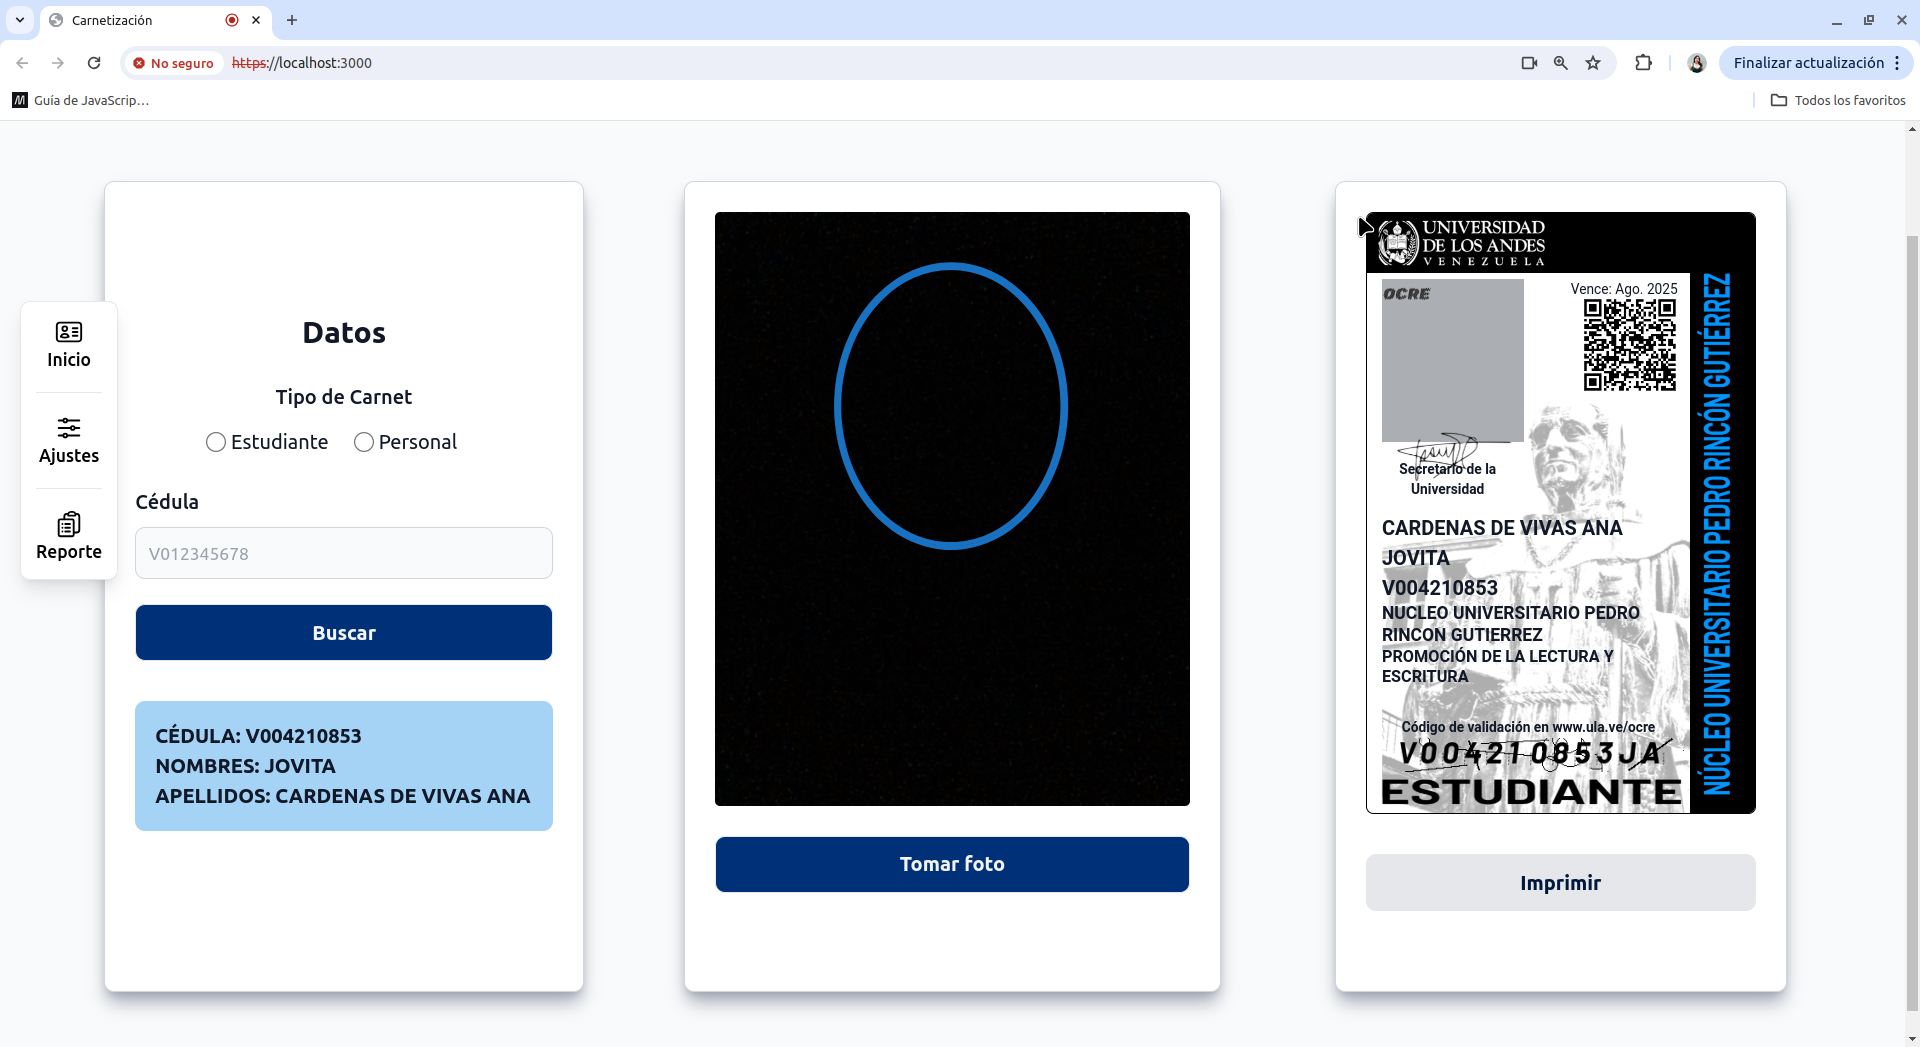 Carnetización
No seguro
https://localhost:3000
Finalizar actualización
Guía de JavaScrip…
Todos los favoritos
Inicio
Ajustes
Reporte
Datos
Tipo de Carnet
Estudiante
Personal
Cédula
V012345678
Buscar
CÉDULA: V004210853
NOMBRES: JOVITA
APELLIDOS: CARDENAS DE VIVAS ANA
Tomar foto
UNIVERSIDAD
DE LOS ANDES
VENEZUELA
OCRE
Vence: Ago. 2025
Secretario de la
Universidad
CARDENAS DE VIVAS ANA
JOVITA
V004210853
NUCLEO UNIVERSITARIO PEDRO
RINCON GUTIERREZ
PROMOCIÓN DE LA LECTURA Y
ESCRITURA
Código de validación en www.ula.ve/ocre
V004210853JA
ESTUDIANTE
NÚCLEO UNIVERSITARIO PEDRO RINCÓN GUTIÉRREZ
Imprimir